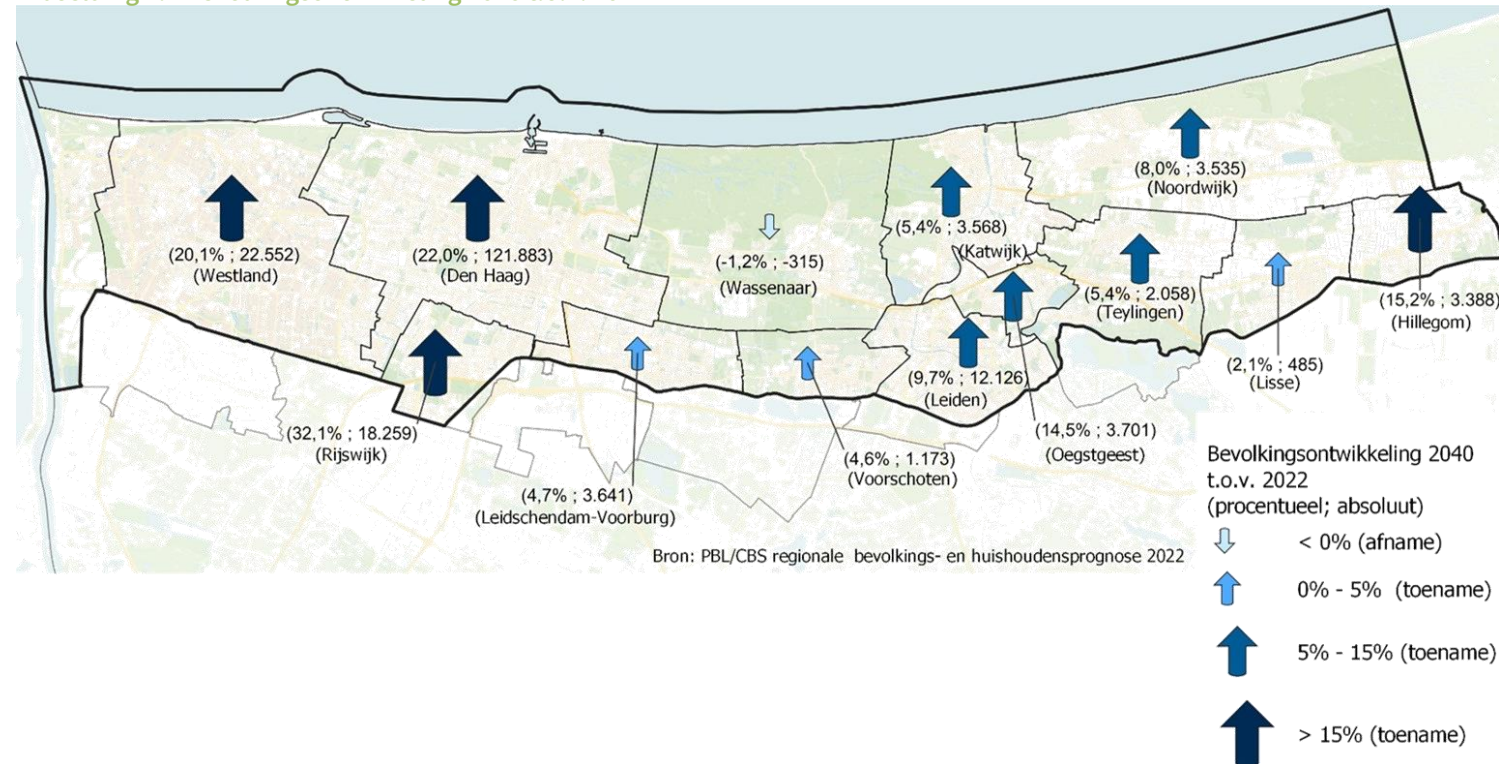 (8,0% ; 3.535)
(Noordwijk)
(20,1% ; 22.552)
(Westland)
(22,0% ; 121.883)
(Den Haag)
(-1,2% ; -315)
(Wassenaar)
(5,4% ; 3.568)
(Katwijk)
(5,4% ; 2.058)
(Teylingen)
(15,2% ; 3.388)
(Hillegom)
(2,1% ; 485)
(Lisse)
(9,7% ; 12.126)
(Leiden)
(14,5% ; 3.701)
(Oegstgeest)
(32,1% ; 18.259)
(Rijswijk)
(4,6% ; 1.173)
(Voorschoten)
(4,7% ; 3.641)
(Leidschendam-Voorburg)
Bron: PBL/CBS regionale bevolkings- en huishoudensprognose 2022
Bevolkingsontwikkeling 2040
t.o.v. 2022
(procentueel; absoluut)
< 0% (afname)
0% - 5% (toename)
5% - 15% (toename)
> 15% (toename)